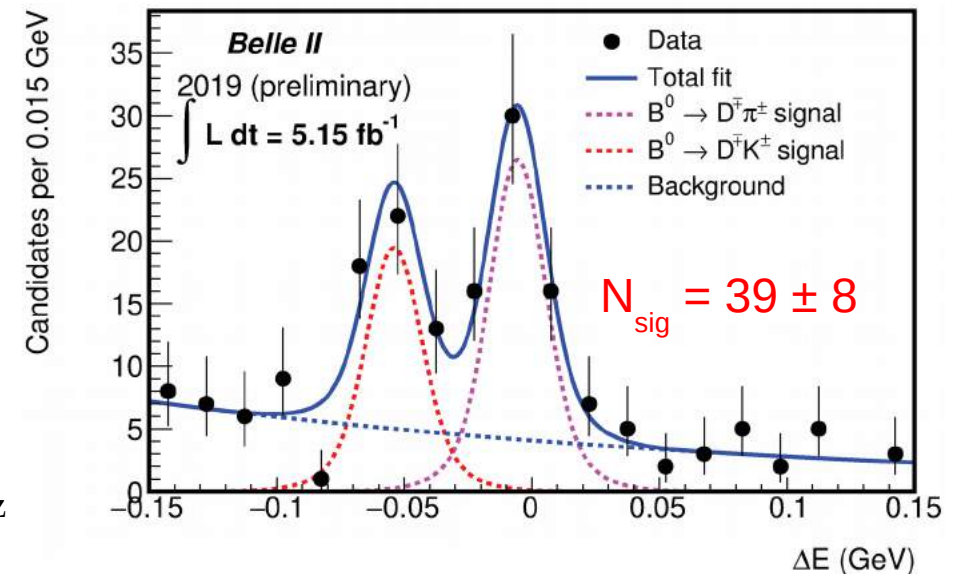 Candidates per 0.015 GeV
35
30
25
20
15
10
5
0
Belle II
2019 (preliminary)
∫ L dt = 5.15 fb⁻¹
Data
Total fit
B⁰ → D∓π± signal
B⁰ → D∓K± signal
Background
N_sig = 39 ± 8
z
−0.15 −0.1 −0.05 0 0.05 0.1 0.15
ΔE (GeV)